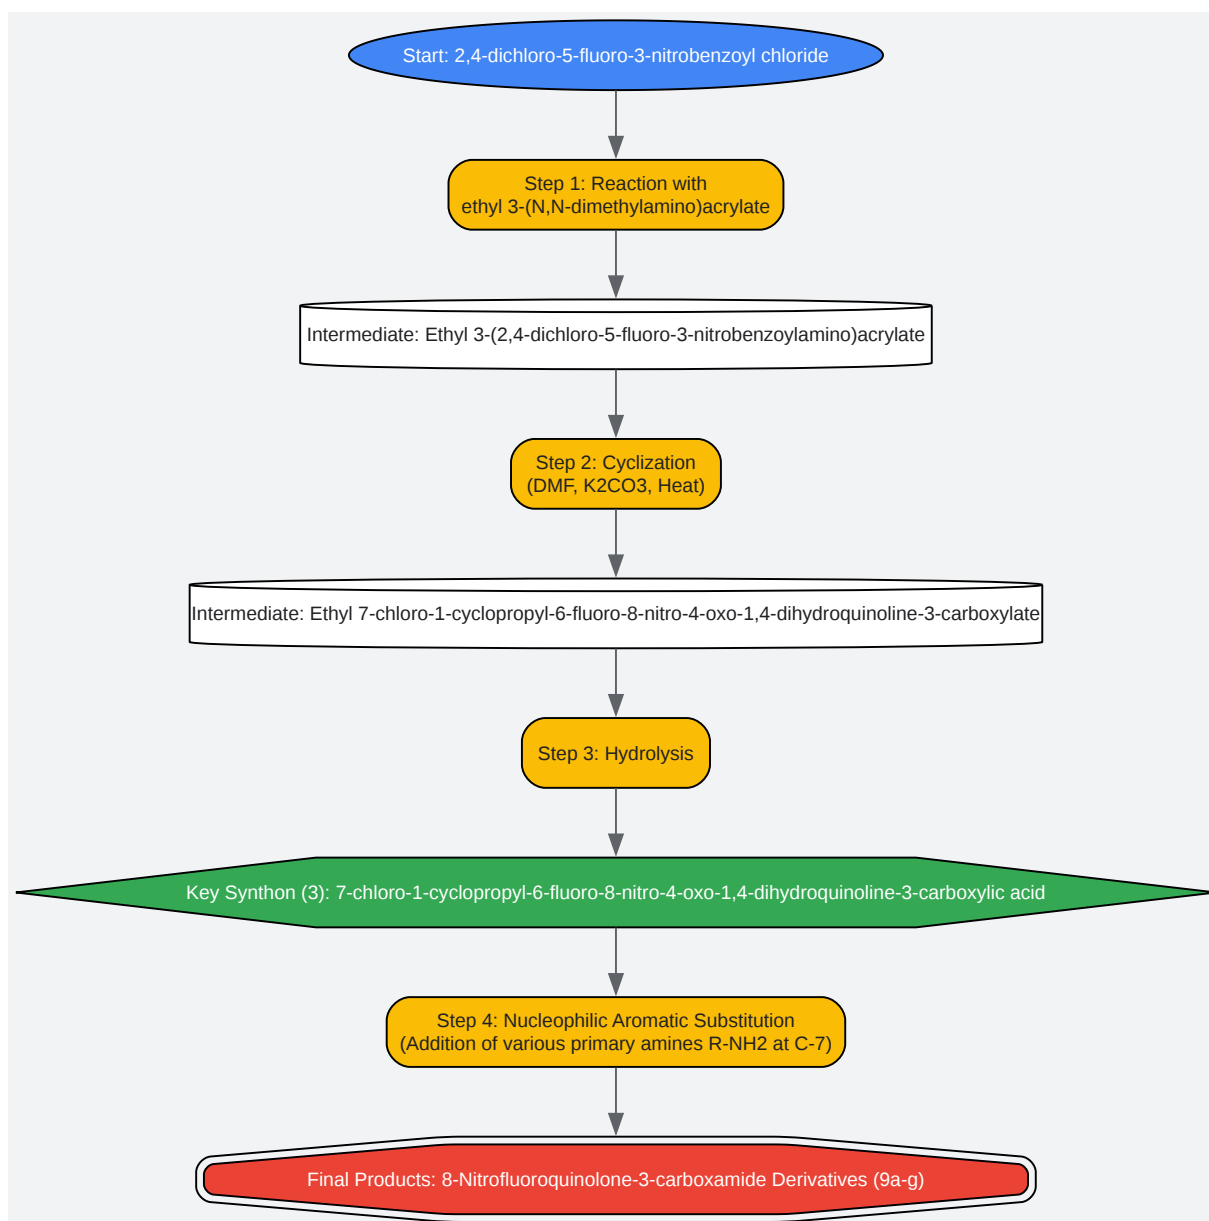 Start: 2,4-dichloro-5-fluoro-3-nitrobenzoyl chloride
Step 1: Reaction with
ethyl 3-(N,N-dimethylamino)acrylate
Intermediate: Ethyl 3-(2,4-dichloro-5-fluoro-3-nitrobenzoylamino)acrylate
Step 2: Cyclization
(DMF, K2CO3, Heat)
Intermediate: Ethyl 7-chloro-1-cyclopropyl-6-fluoro-8-nitro-4-oxo-1,4-dihydroquinoline-3-carboxylate
Step 3: Hydrolysis
Key Synthon (3): 7-chloro-1-cyclopropyl-6-fluoro-8-nitro-4-oxo-1,4-dihydroquinoline-3-carboxylic acid
Step 4: Nucleophilic Aromatic Substitution
(Addition of various primary amines R-NH2 at C-7)
Final Products: 8-Nitrofluoroquinolone-3-carboxamide Derivatives (9a-g)